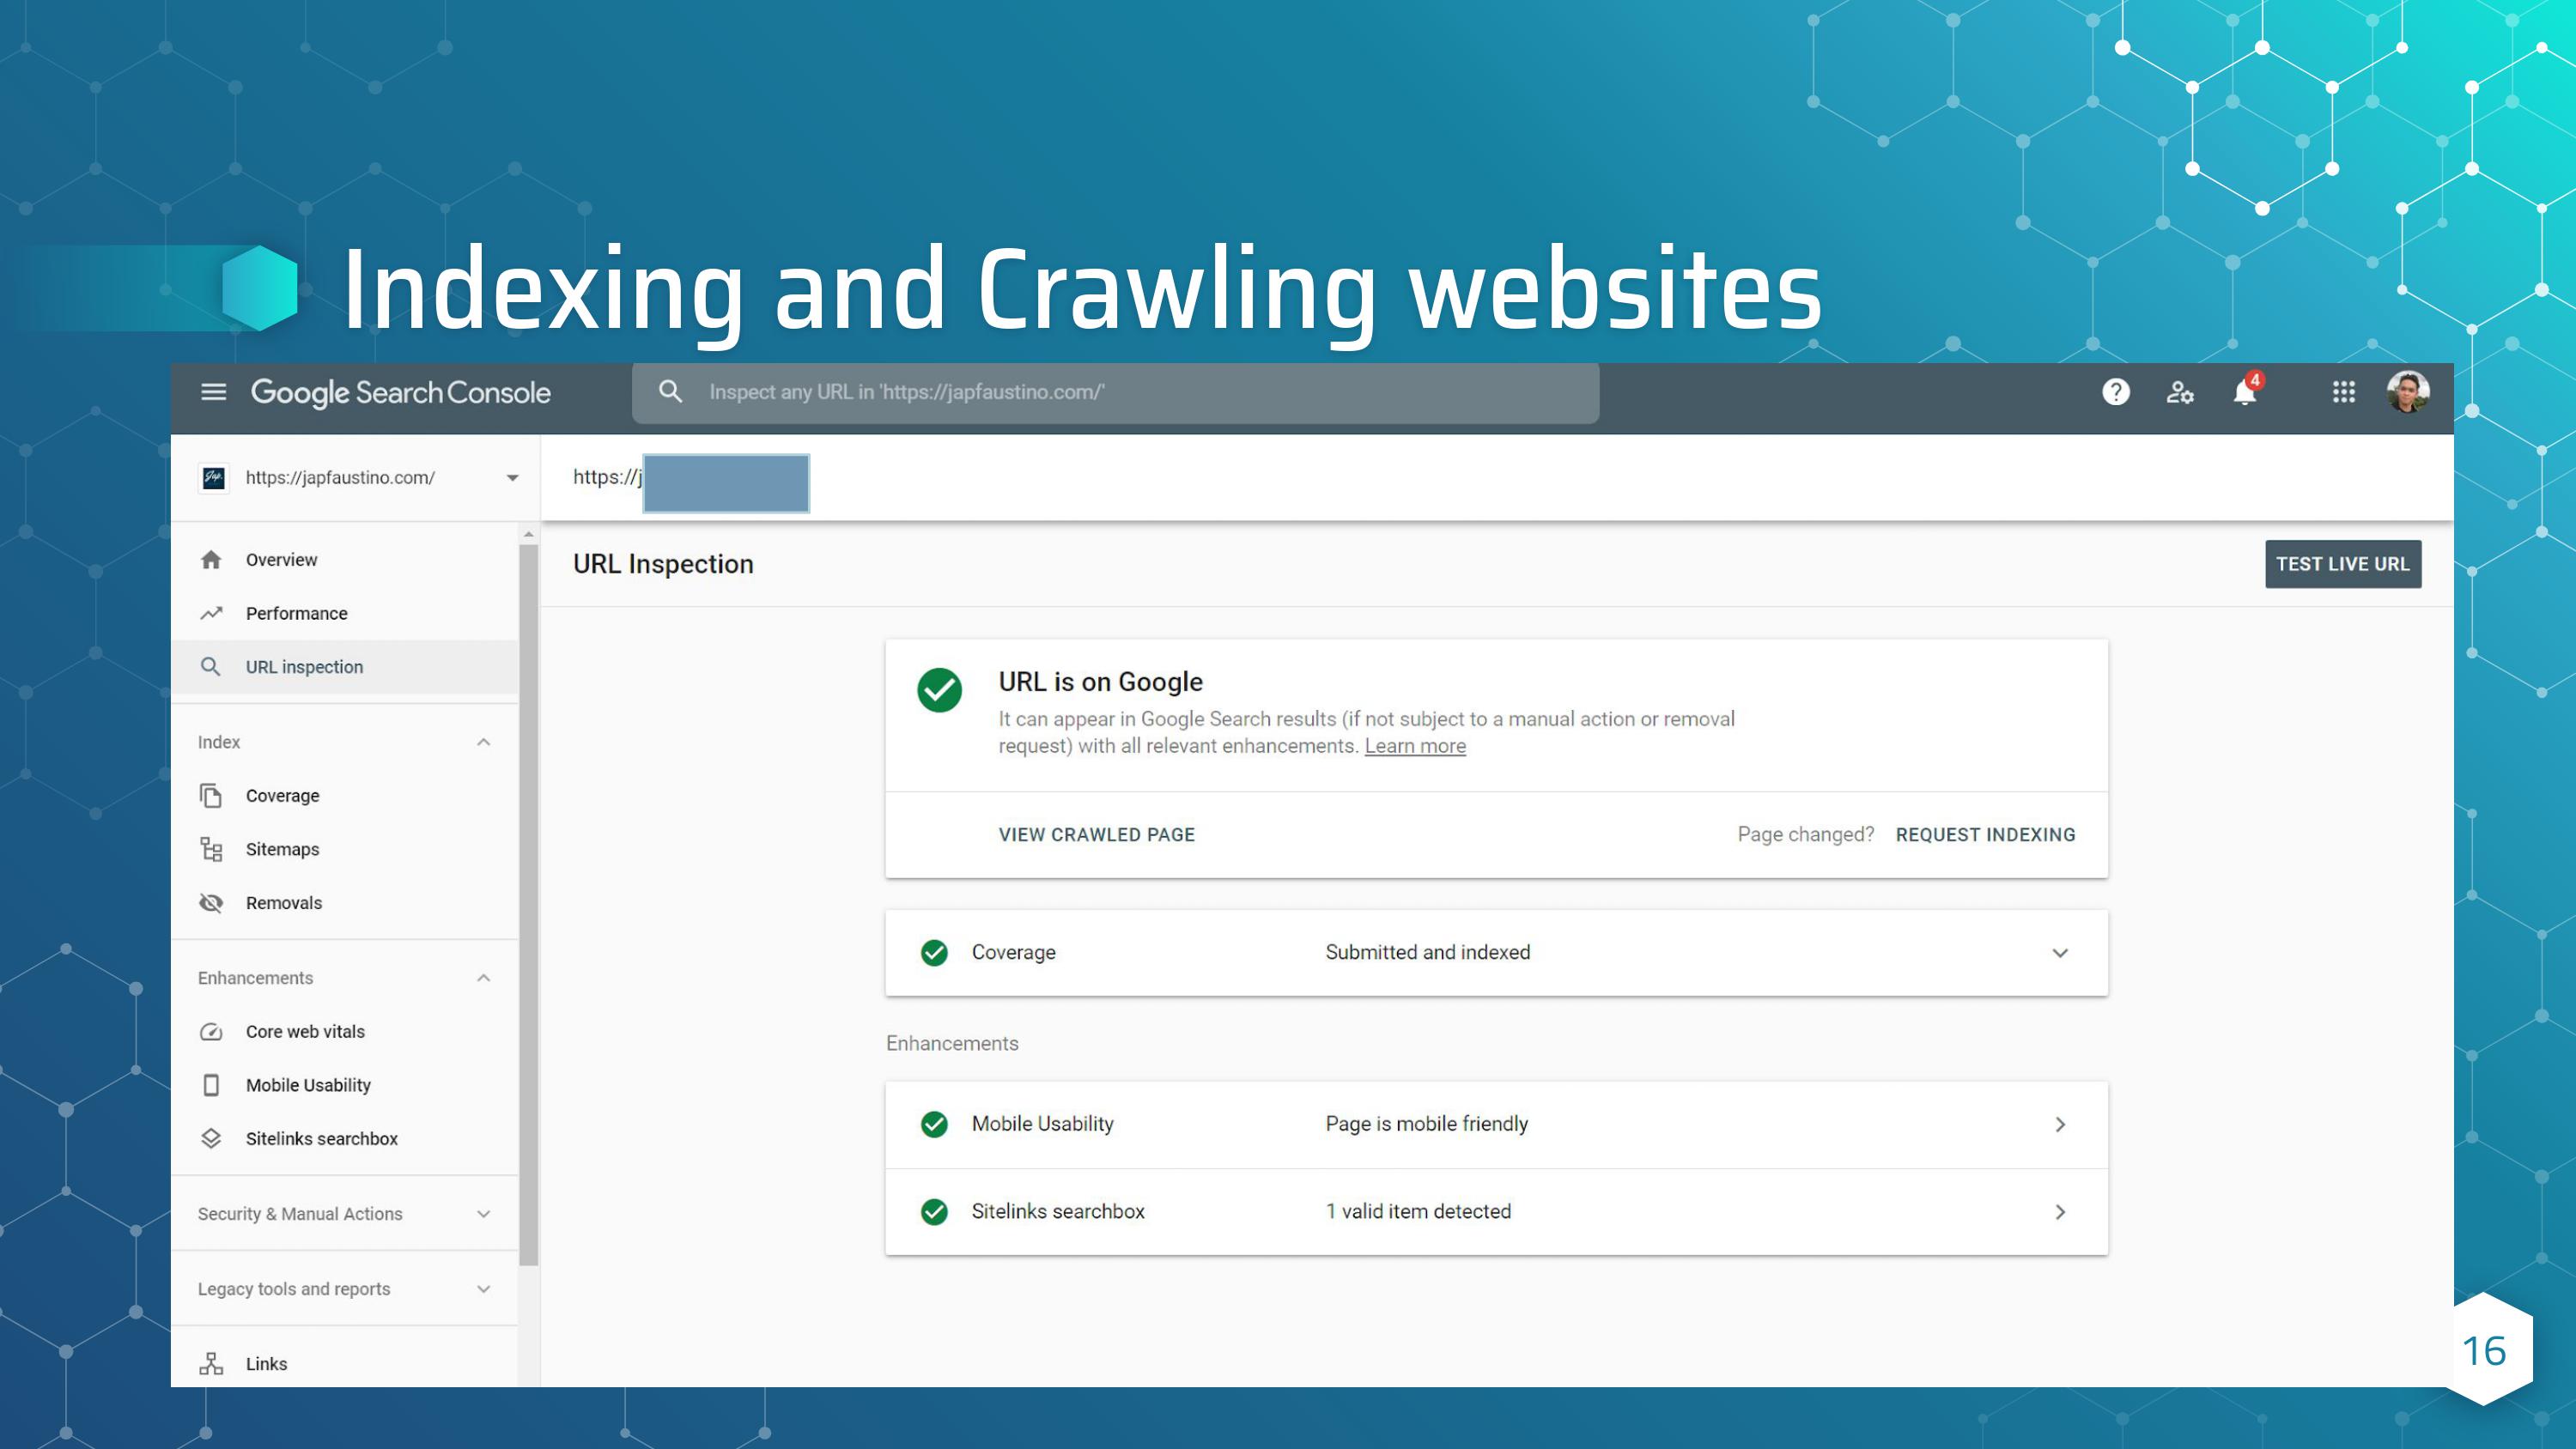 Indexing and Crawling websites
Google Search Console
Inspect any URL in 'https://japfaustino.com/'
4
https://japfaustino.com/
https://j
Overview
Performance
URL inspection
Index
Coverage
Sitemaps
Removals
Enhancements
Core web vitals
Mobile Usability
Sitelinks searchbox
Security & Manual Actions
Legacy tools and reports
Links
URL Inspection
TEST LIVE URL
URL is on Google
It can appear in Google Search results (if not subject to a manual action or removal
request) with all relevant enhancements. Learn more
VIEW CRAWLED PAGE
Page changed? REQUEST INDEXING
Coverage Submitted and indexed
Enhancements
Mobile Usability Page is mobile friendly
Sitelinks searchbox 1 valid item detected
16